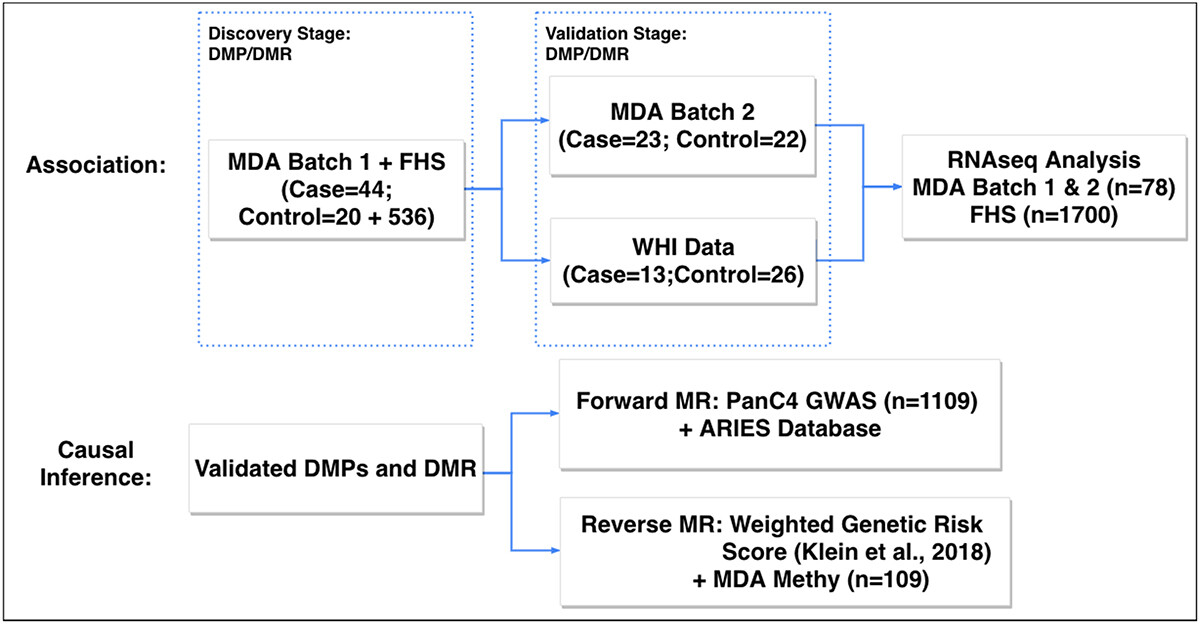 Discovery Stage:
DMP/DMR
Validation Stage:
DMP/DMR
Association:
MDA Batch 1 + FHS
(Case=44;
Control=20 + 536)
MDA Batch 2
(Case=23; Control=22)
WHI Data
(Case=13;Control=26)
RNAseq Analysis
MDA Batch 1 & 2 (n=78)
FHS (n=1700)
Causal
Inference:
Validated DMPs and DMR
Forward MR: PanC4 GWAS (n=1109)
+ ARIES Database
Reverse MR: Weighted Genetic Risk
Score (Klein et al., 2018)
+ MDA Methy (n=109)